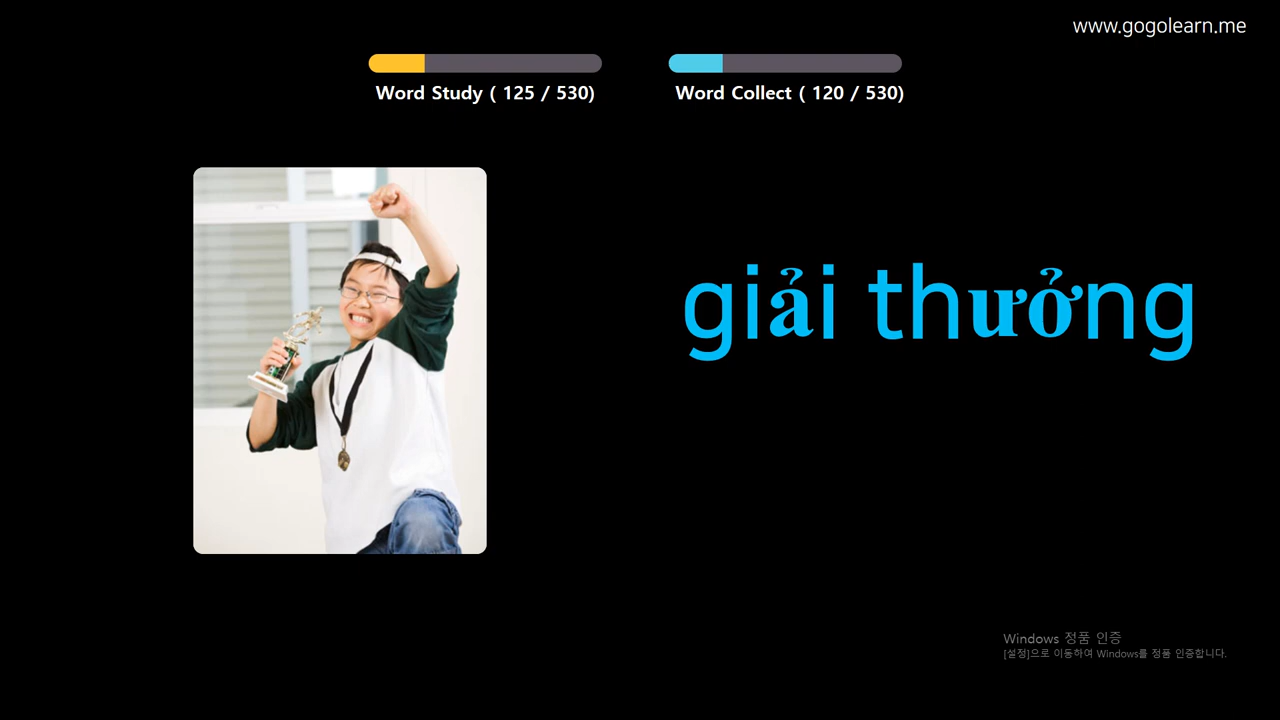 www.gogolearn.me
Word Study ( 125 / 530)
Word Collect ( 120 / 530)
giải thưởng
Windows 정품 인증
[설정]으로 이동하여 Windows를 정품 인증합니다.